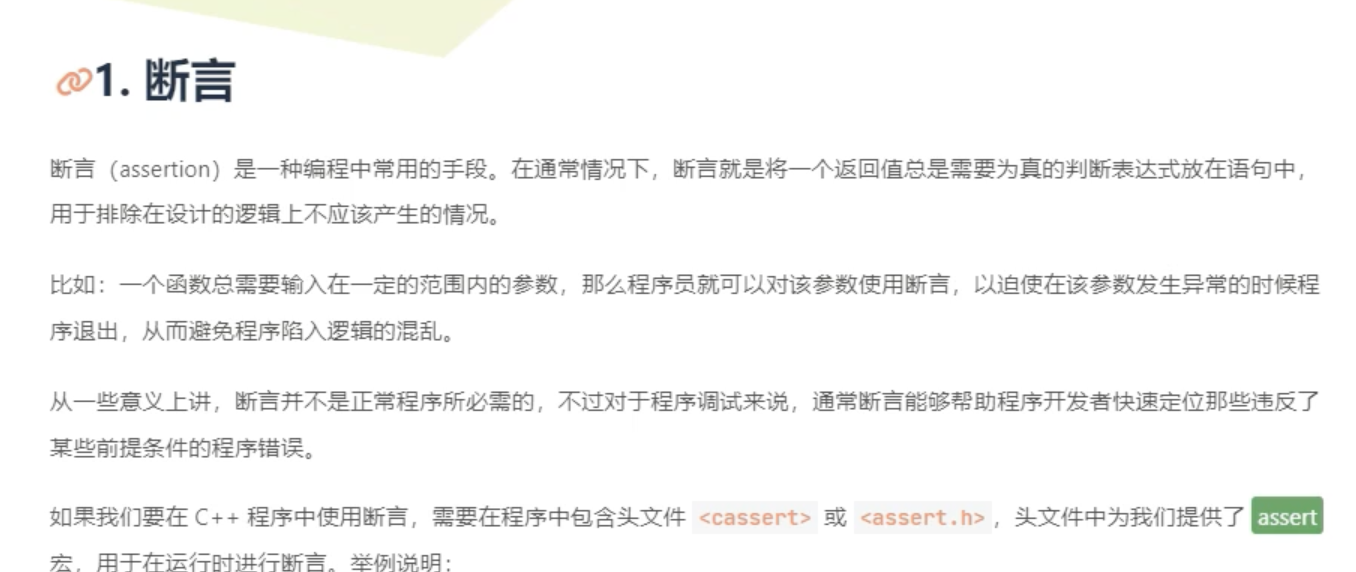 1. 断言
断言（assertion）是一种编程中常用的手段。在通常情况下，断言就是将一个返回值总是需要为真的判断表达式放在语句中，
用于排除在设计的逻辑上不应该产生的情况。
比如：一个函数总需要输入在一定的范围内的参数，那么程序员就可以对该参数使用断言，以迫使在该参数发生异常的时候程
序退出，从而避免程序陷入逻辑的混乱。
从一些意义上讲，断言并不是正常程序所必需的，不过对于程序调试来说，通常断言能够帮助程序开发者快速定位那些违反了
某些前提条件的程序错误。
如果我们要在 C++ 程序中使用断言，需要在程序中包含头文件 <cassert> 或 <assert.h>，头文件中为我们提供了 assert
宏，用于在运行时进行断言。举例说明：